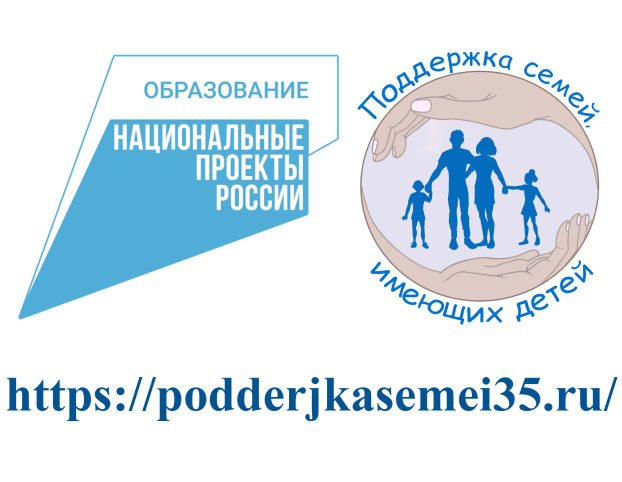 ОБРАЗОВАНИЕ
НАЦИОНАЛЬНЫЕ
ПРОЕКТЫ
РОССИИ
Поддержка семей,
имеющих детей
https://podderjkasemei35.ru/